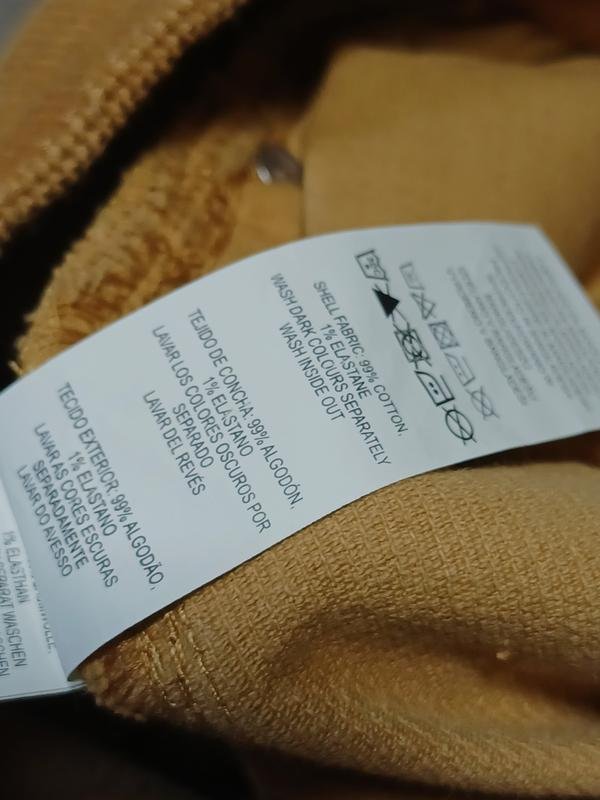 SHELL FABRIC: 99% COTTON,
1% ELASTANE
WASH DARK COLOURS SEPARATELY
WASH INSIDE OUT
TEJIDO DE CONCHA: 99% ALGODÓN,
1% ELASTANO
LAVAR LOS COLORES OSCUROS POR
SEPARADO
LAVAR DEL REVÉS
TECIDO EXTERIOR: 99% ALGODÃO,
1% ELASTANO
LAVAR AS CORES ESCURAS
SEPARADAMENTE
LAVAR DO AVESSO
1% ELASTHAN
WASCHEN